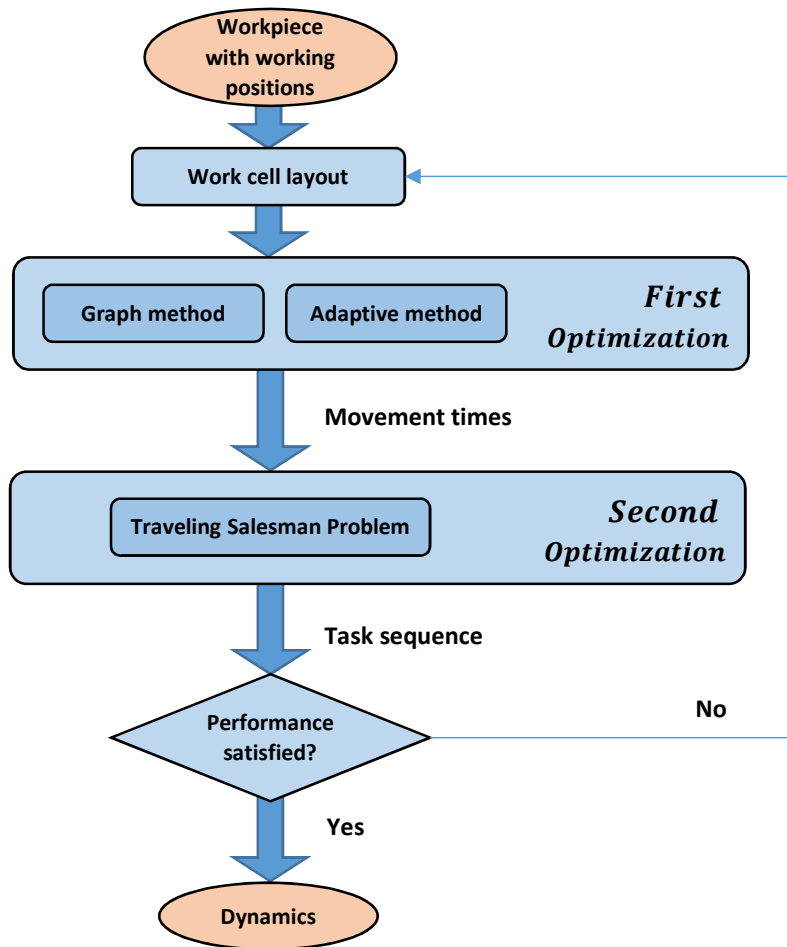 Workpiece
with working
positions
Work cell layout
Graph method
Adaptive method
First
Optimization
Movement times
Traveling Salesman Problem
Second
Optimization
Task sequence
Performance
satisfied?
No
Yes
Dynamics